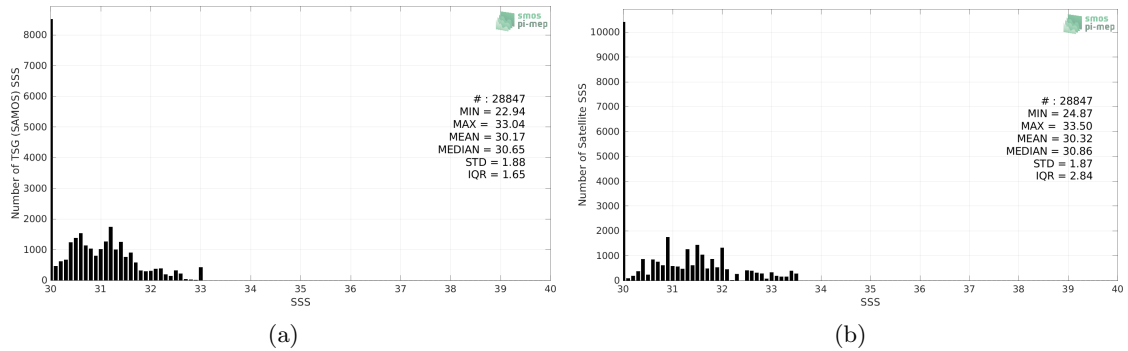 smos
pi-mep
Number of TSG (SAMOS) SSS
8000
7000
6000
5000
4000
3000
2000
1000
0
# : 28847
MIN = 22.94
MAX = 33.04
MEAN = 30.17
MEDIAN = 30.65
STD = 1.88
IQR = 1.65
30 31 32 33 34 35 36 37 38 39 40
SSS
(a)
smos
pi-mep
Number of Satellite SSS
10000
9000
8000
7000
6000
5000
4000
3000
2000
1000
0
# : 28847
MIN = 24.87
MAX = 33.50
MEAN = 30.32
MEDIAN = 30.86
STD = 1.87
IQR = 2.84
30 31 32 33 34 35 36 37 38 39 40
SSS
(b)